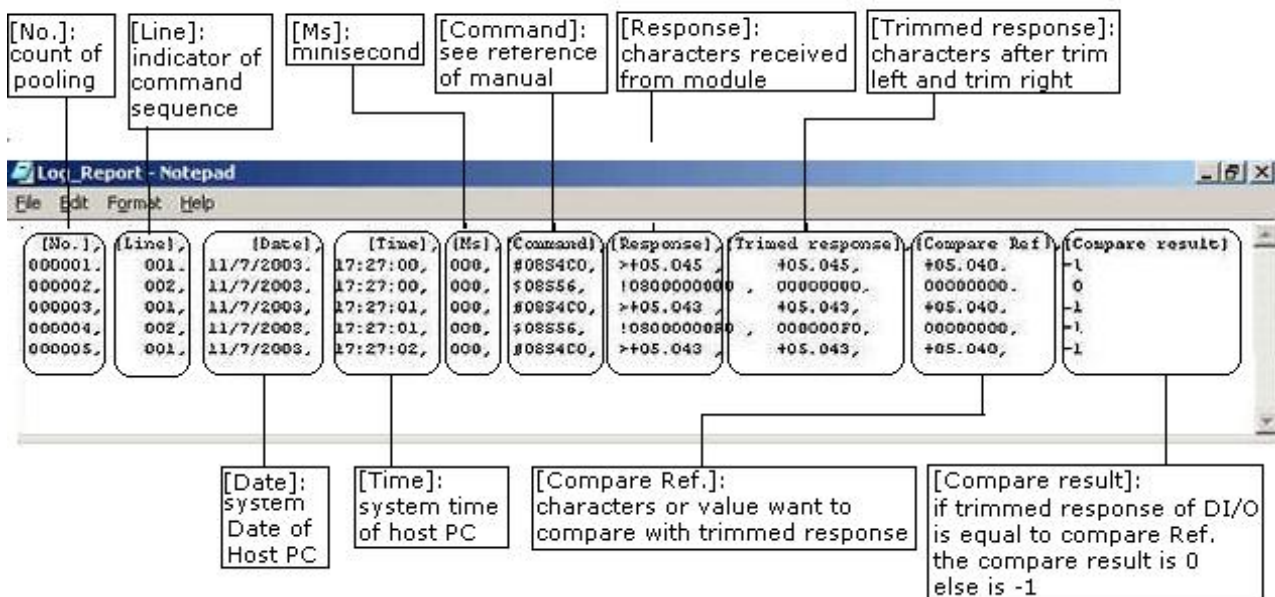 [No.]:
count of
pooling
[Line]:
indicator of
command
sequence
[Ms]:
minisecond
[Command]:
see reference
of manual
[Response]:
characters received
from module
[Trimmed response]:
characters after trim
left and trim right
Log_Report - Notepad
File Edit Format Help
[No.], [Line], [Date], [Time], [Ms], [Command], [Response], [Trimed response], [Compare Ref], [Compare result]
000001, 001, 11/7/2003, 17:27:00, 000, #08S4C0, >+05.045 , +05.045, +05.040, -1
000002, 002, 11/7/2003, 17:27:00, 000, $08S56, !0800000000 , 00000000, 00000000, 0
000003, 001, 11/7/2003, 17:27:01, 000, #08S4C0, >+05.043 , +05.043, +05.040, -1
000004, 002, 11/7/2003, 17:27:01, 000, $08S56, !08000000F0 , 000000F0, 00000000, -1
000005, 001, 11/7/2003, 17:27:02, 000, #08S4C0, >+05.043 , +05.043, +05.040, -1
[Date]:
system
Date of
Host PC
[Time]:
system time
of host PC
[Compare Ref.]:
characters or value want to
compare with trimmed response
[Compare result]:
if trimmed response of DI/O
is equal to compare Ref.
the compare result is 0
else is -1